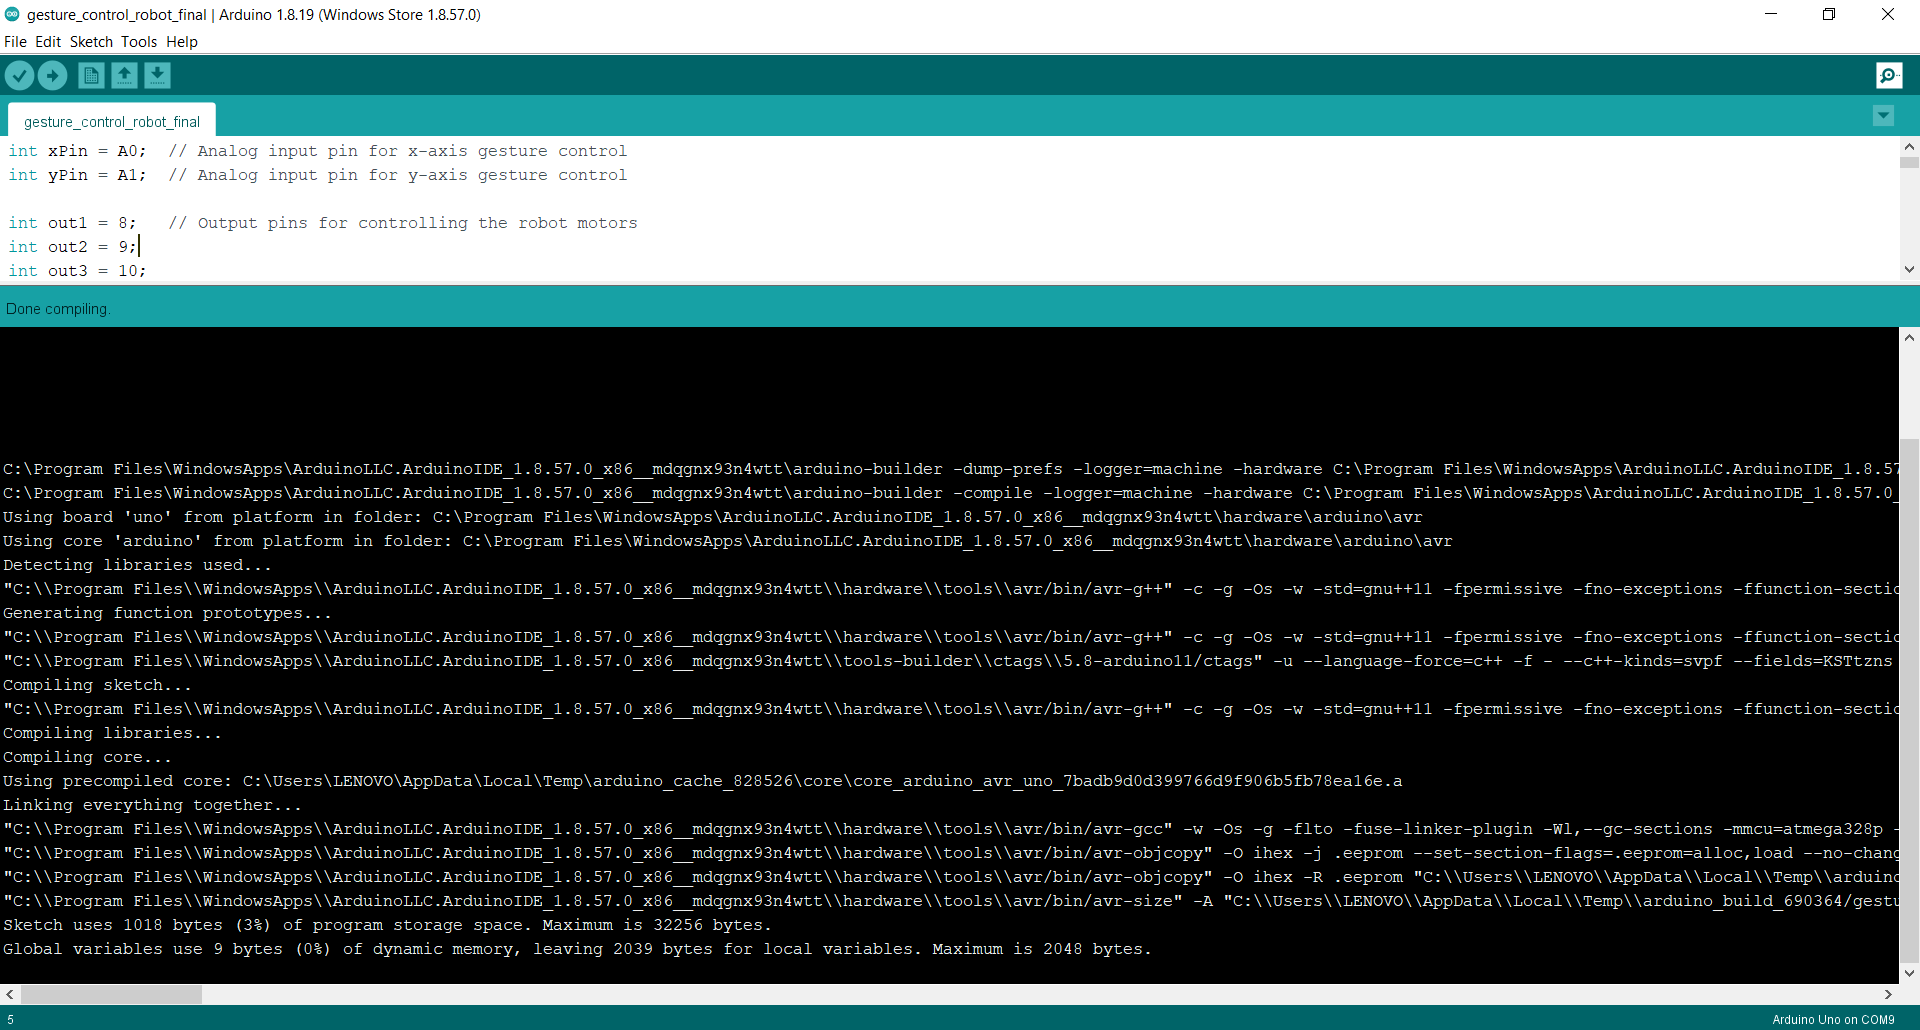 gesture_control_robot_final | Arduino 1.8.19 (Windows Store 1.8.57.0)
File Edit Sketch Tools Help
gesture_control_robot_final
int xPin = A0;  // Analog input pin for x-axis gesture control
int yPin = A1;  // Analog input pin for y-axis gesture control
int out1 = 8;   // Output pins for controlling the robot motors
int out2 = 9;
int out3 = 10;
Done compiling.
C:\Program Files\WindowsApps\ArduinoLLC.ArduinoIDE_1.8.57.0_x86__mdqgnx93n4wtt\arduino-builder -dump-prefs -logger=machine -hardware C:\Program Files\WindowsApps\ArduinoLLC.ArduinoIDE_1.8.57
C:\Program Files\WindowsApps\ArduinoLLC.ArduinoIDE_1.8.57.0_x86__mdqgnx93n4wtt\arduino-builder -compile -logger=machine -hardware C:\Program Files\WindowsApps\ArduinoLLC.ArduinoIDE_1.8.57.0_
Using board 'uno' from platform in folder: C:\Program Files\WindowsApps\ArduinoLLC.ArduinoIDE_1.8.57.0_x86__mdqgnx93n4wtt\hardware\arduino\avr
Using core 'arduino' from platform in folder: C:\Program Files\WindowsApps\ArduinoLLC.ArduinoIDE_1.8.57.0_x86__mdqgnx93n4wtt\hardware\arduino\avr
Detecting libraries used...
"C:\\Program Files\\WindowsApps\\ArduinoLLC.ArduinoIDE_1.8.57.0_x86__mdqgnx93n4wtt\\hardware\\tools\\avr/bin/avr-g++" -c -g -Os -w -std=gnu++11 -fpermissive -fno-exceptions -ffunction-sectio
Generating function prototypes...
"C:\\Program Files\\WindowsApps\\ArduinoLLC.ArduinoIDE_1.8.57.0_x86__mdqgnx93n4wtt\\hardware\\tools\\avr/bin/avr-g++" -c -g -Os -w -std=gnu++11 -fpermissive -fno-exceptions -ffunction-sectio
"C:\\Program Files\\WindowsApps\\ArduinoLLC.ArduinoIDE_1.8.57.0_x86__mdqgnx93n4wtt\\tools-builder\\ctags\\5.8-arduino11/ctags" -u --language-force=c++ -f - --c++-kinds=svpf --fields=KSTtzns
Compiling sketch...
"C:\\Program Files\\WindowsApps\\ArduinoLLC.ArduinoIDE_1.8.57.0_x86__mdqgnx93n4wtt\\hardware\\tools\\avr/bin/avr-g++" -c -g -Os -w -std=gnu++11 -fpermissive -fno-exceptions -ffunction-sectio
Compiling libraries...
Compiling core...
Using precompiled core: C:\Users\LENOVO\AppData\Local\Temp\arduino_cache_828526\core\core_arduino_avr_uno_7badb9d0d399766d9f906b5fb78ea16e.a
Linking everything together...
"C:\\Program Files\\WindowsApps\\ArduinoLLC.ArduinoIDE_1.8.57.0_x86__mdqgnx93n4wtt\\hardware\\tools\\avr/bin/avr-gcc" -w -Os -g -flto -fuse-linker-plugin -Wl,--gc-sections -mmcu=atmega328p -
"C:\\Program Files\\WindowsApps\\ArduinoLLC.ArduinoIDE_1.8.57.0_x86__mdqgnx93n4wtt\\hardware\\tools\\avr/bin/avr-objcopy" -O ihex -j .eeprom --set-section-flags=.eeprom=alloc,load --no-chang
"C:\\Program Files\\WindowsApps\\ArduinoLLC.ArduinoIDE_1.8.57.0_x86__mdqgnx93n4wtt\\hardware\\tools\\avr/bin/avr-objcopy" -O ihex -R .eeprom "C:\\Users\\LENOVO\\AppData\\Local\\Temp\\arduino
"C:\\Program Files\\WindowsApps\\ArduinoLLC.ArduinoIDE_1.8.57.0_x86__mdqgnx93n4wtt\\hardware\\tools\\avr/bin/avr-size" -A "C:\\Users\\LENOVO\\AppData\\Local\\Temp\\arduino_build_690364/gestu
Sketch uses 1018 bytes (3%) of program storage space. Maximum is 32256 bytes.
Global variables use 9 bytes (0%) of dynamic memory, leaving 2039 bytes for local variables. Maximum is 2048 bytes.
5
Arduino Uno on COM9